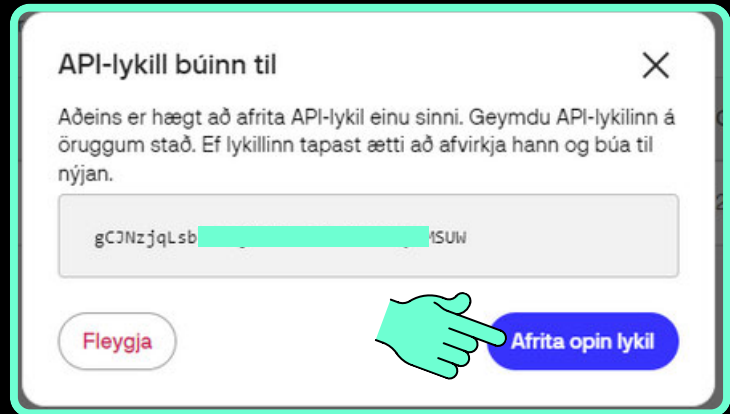 API-lykill búinn til
Aðeins er hægt að afrita API-lykil einu sinni. Geymdu API-lykilinn á
öruggum stað. Ef lykillinn tapast ætti að afvirkja hann og búa til
nýjan.
gCJNzjqLsb MSUW
Fleygja
Afrita opin lykil